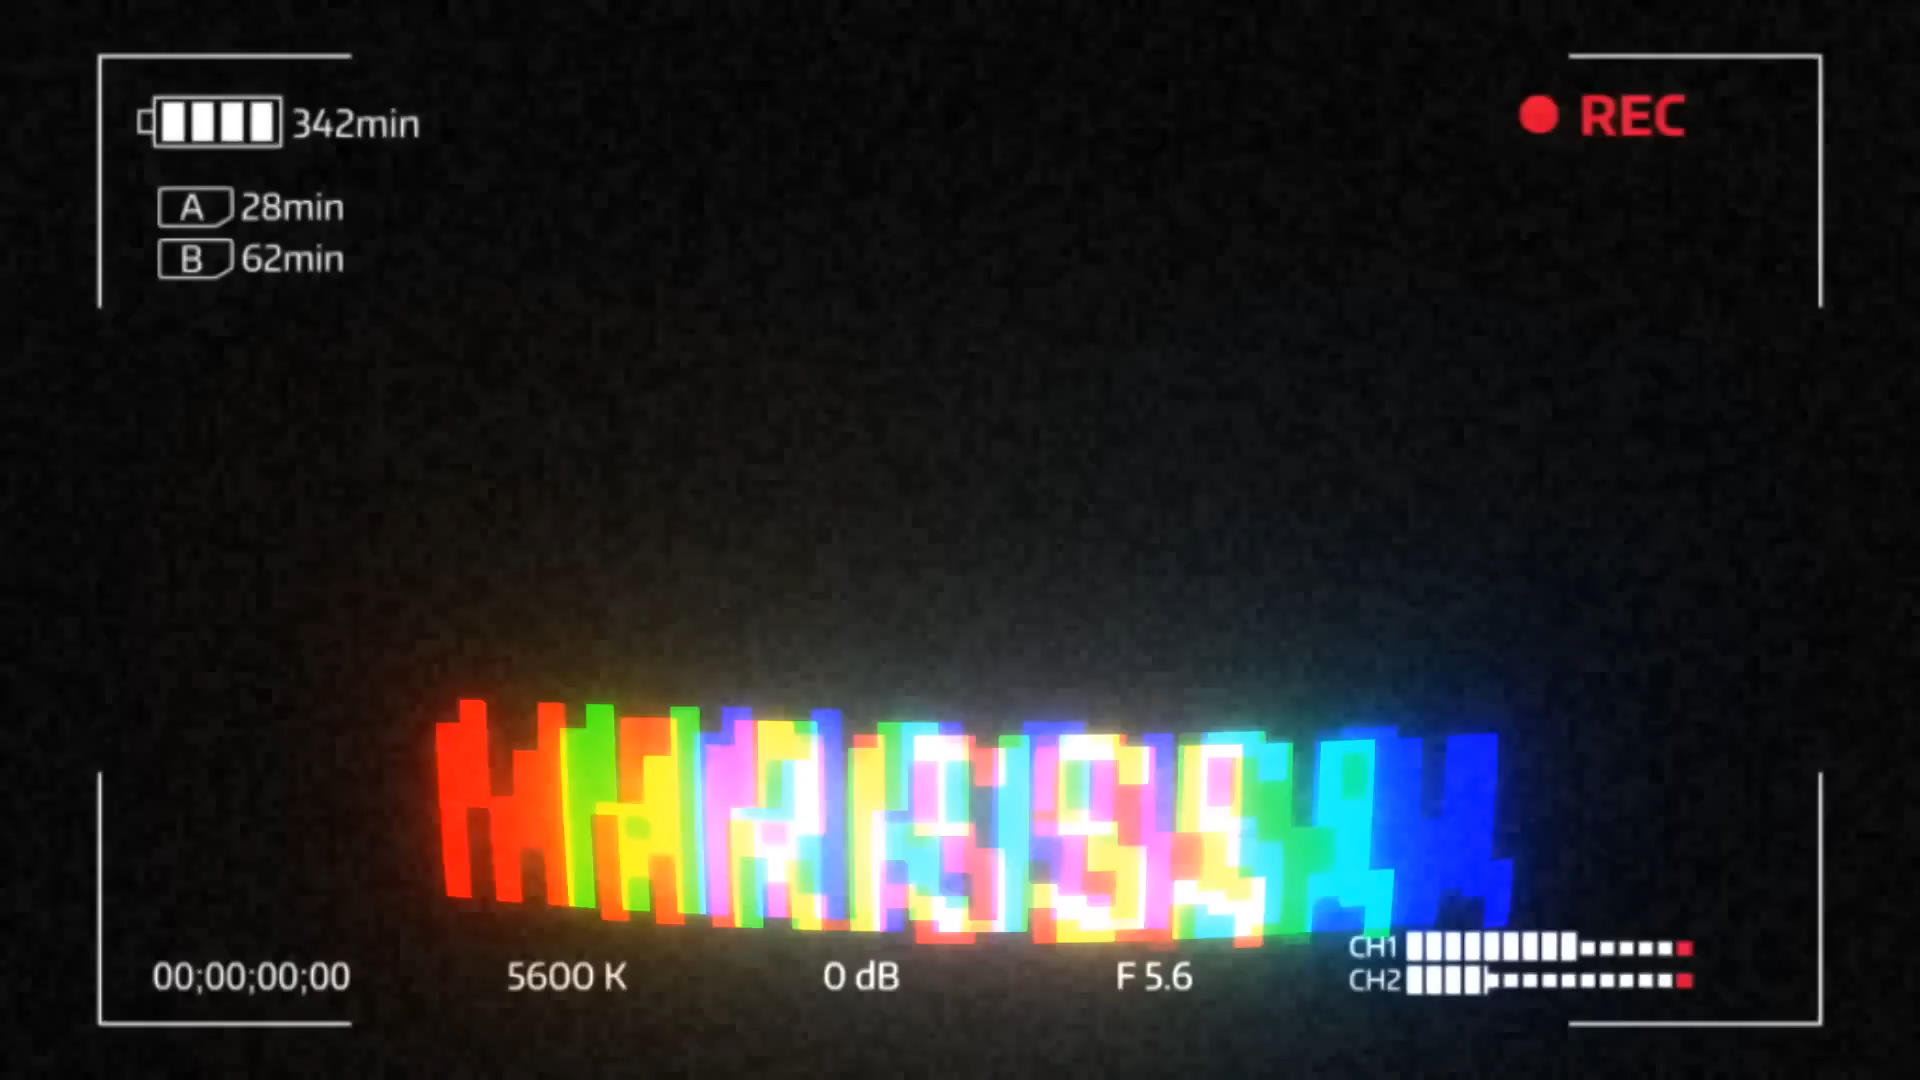 342min
REC
A 28min
B 62min
00;00;00;00
5600 K
0 dB
F 5.6
CH1
CH2